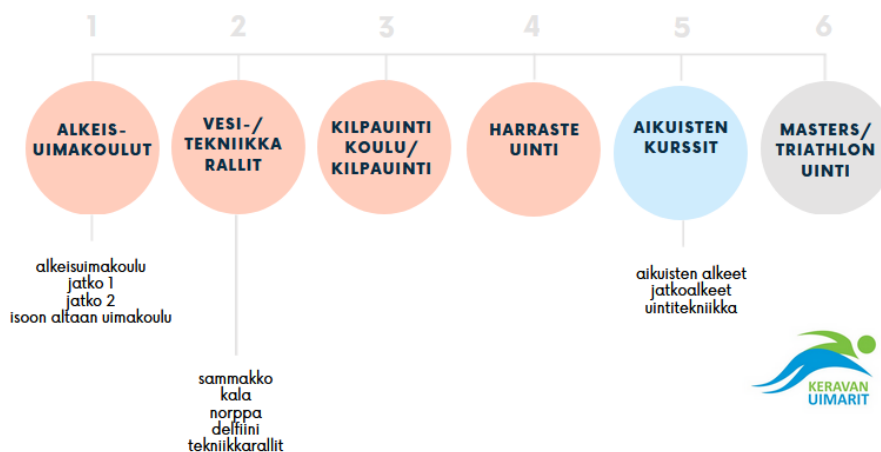 1
2
3
4
5
6
ALKEIS-
UIMAKOULUT
VESI-/
TEKNIIKKA
RALLIT
KILPAUINTI
KOULU/
KILPAUINTI
HARRASTE
UINTI
AIKUISTEN
KURSSIT
MASTERS/
TRIATHLON
UINTI
alkeisuimakoulu
jatko 1
jatko 2
isoon altaan uimakoulu
sammakko
kala
norppa
delfiini
tekniikkarallit
aikuisten alkeet
jatkoalkeet
uintitekniikka
KERAVAN
UIMARIT